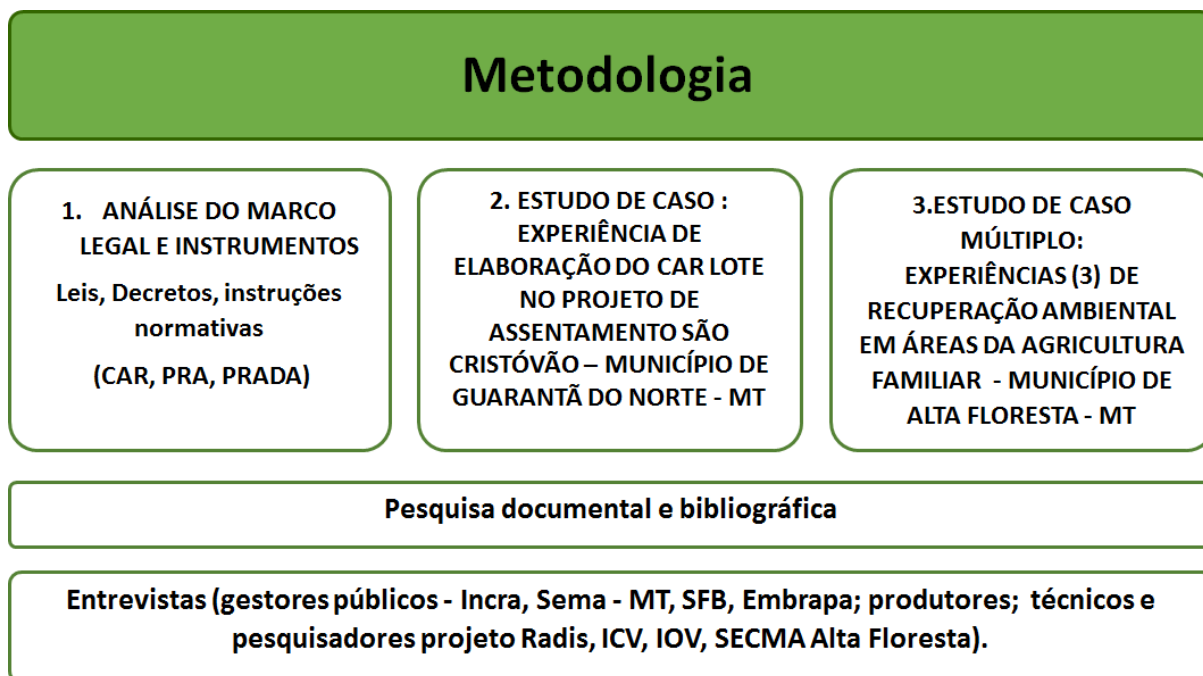 Metodologia
1. ANÁLISE DO MARCO
LEGAL E INSTRUMENTOS
Leis, Decretos, instruções
normativas
(CAR, PRA, PRADA)
2. ESTUDO DE CASO :
EXPERIÊNCIA DE
ELABORAÇÃO DO CAR LOTE
NO PROJETO DE
ASSENTAMENTO SÃO
CRISTÓVÃO – MUNICÍPIO DE
GUARANTÃ DO NORTE - MT
3.ESTUDO DE CASO
MÚLTIPLO:
EXPERIÊNCIAS (3) DE
RECUPERAÇÃO AMBIENTAL
EM ÁREAS DA AGRICULTURA
FAMILIAR - MUNICÍPIO DE
ALTA FLORESTA - MT
Pesquisa documental e bibliográfica
Entrevistas (gestores públicos - Incra, Sema - MT, SFB, Embrapa; produtores; técnicos e
pesquisadores projeto Radis, ICV, IOV, SECMA Alta Floresta).